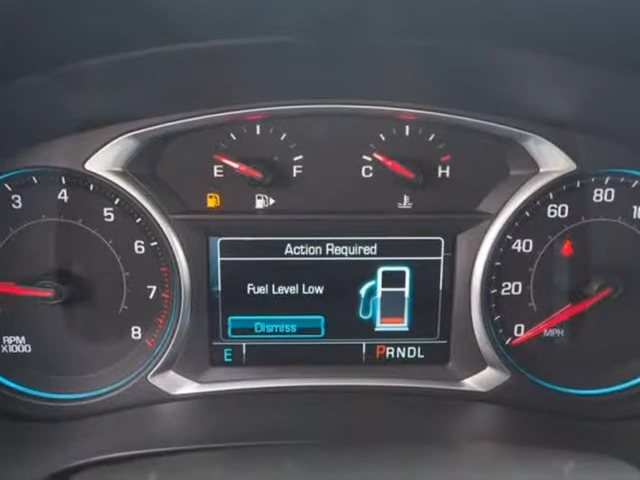 E F
C H
3 4 5 6 7 8
RPM
X1000
Action Required
Fuel Level Low
Dismiss
E PRNDL
0 20 40 60 80
MPH